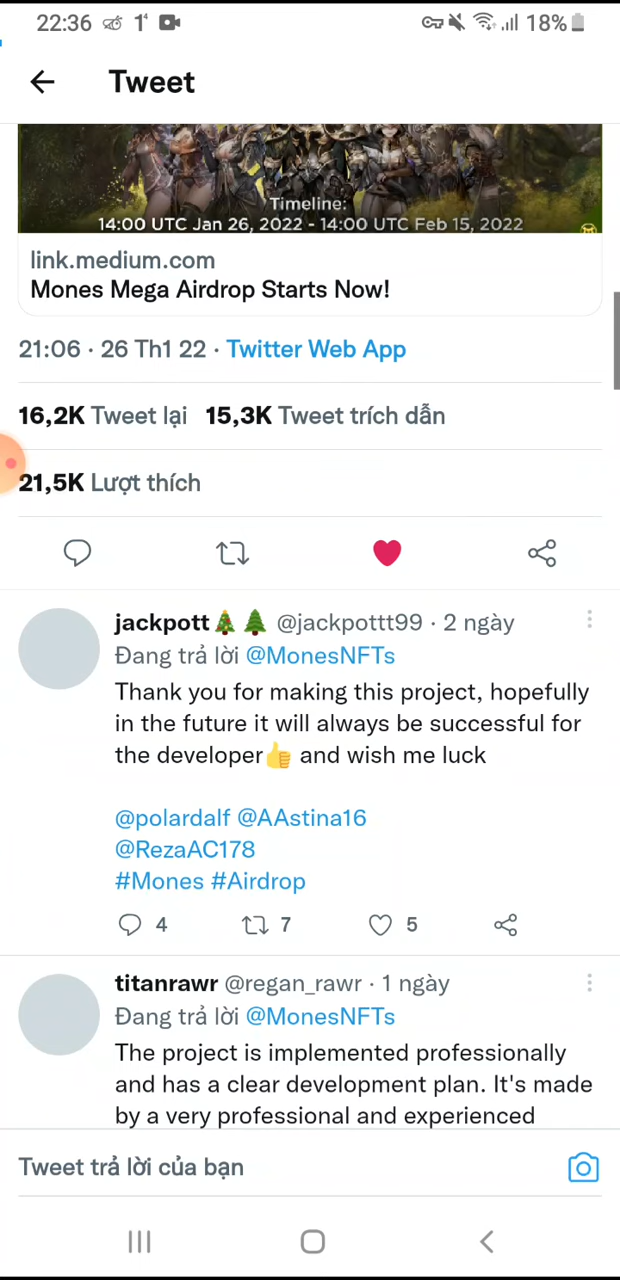 22:36
18%
Tweet
Timeline:
14:00 UTC Jan 26, 2022 - 14:00 UTC Feb 15, 2022
link.medium.com
Mones Mega Airdrop Starts Now!
21:06 · 26 Th1 22 · Twitter Web App
16,2K Tweet lại 15,3K Tweet trích dẫn
21,5K Lượt thích
jackpott🎄🌲 @jackpottt99 · 2 ngày
Đang trả lời @MonesNFTs
Thank you for making this project, hopefully
in the future it will always be successful for
the developer👍 and wish me luck
@polardalf @AAstina16
@RezaAC178
#Mones #Airdrop
4 7 5
titanrawr @regan_rawr · 1 ngày
Đang trả lời @MonesNFTs
The project is implemented professionally
and has a clear development plan. It's made
by a very professional and experienced
Tweet trả lời của bạn